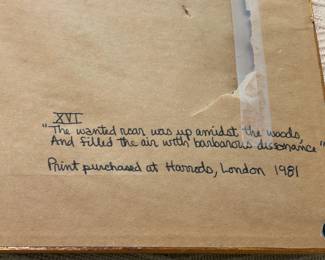 XVI
"The wanted roar was up amidst the woods,
And filled the air with barbarous dissonance"
Print purchased at Harrods, London 1981